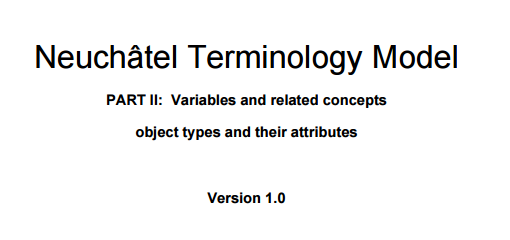 Neuchâtel Terminology Model
PART II:  Variables and related concepts
object types and their attributes
Version 1.0